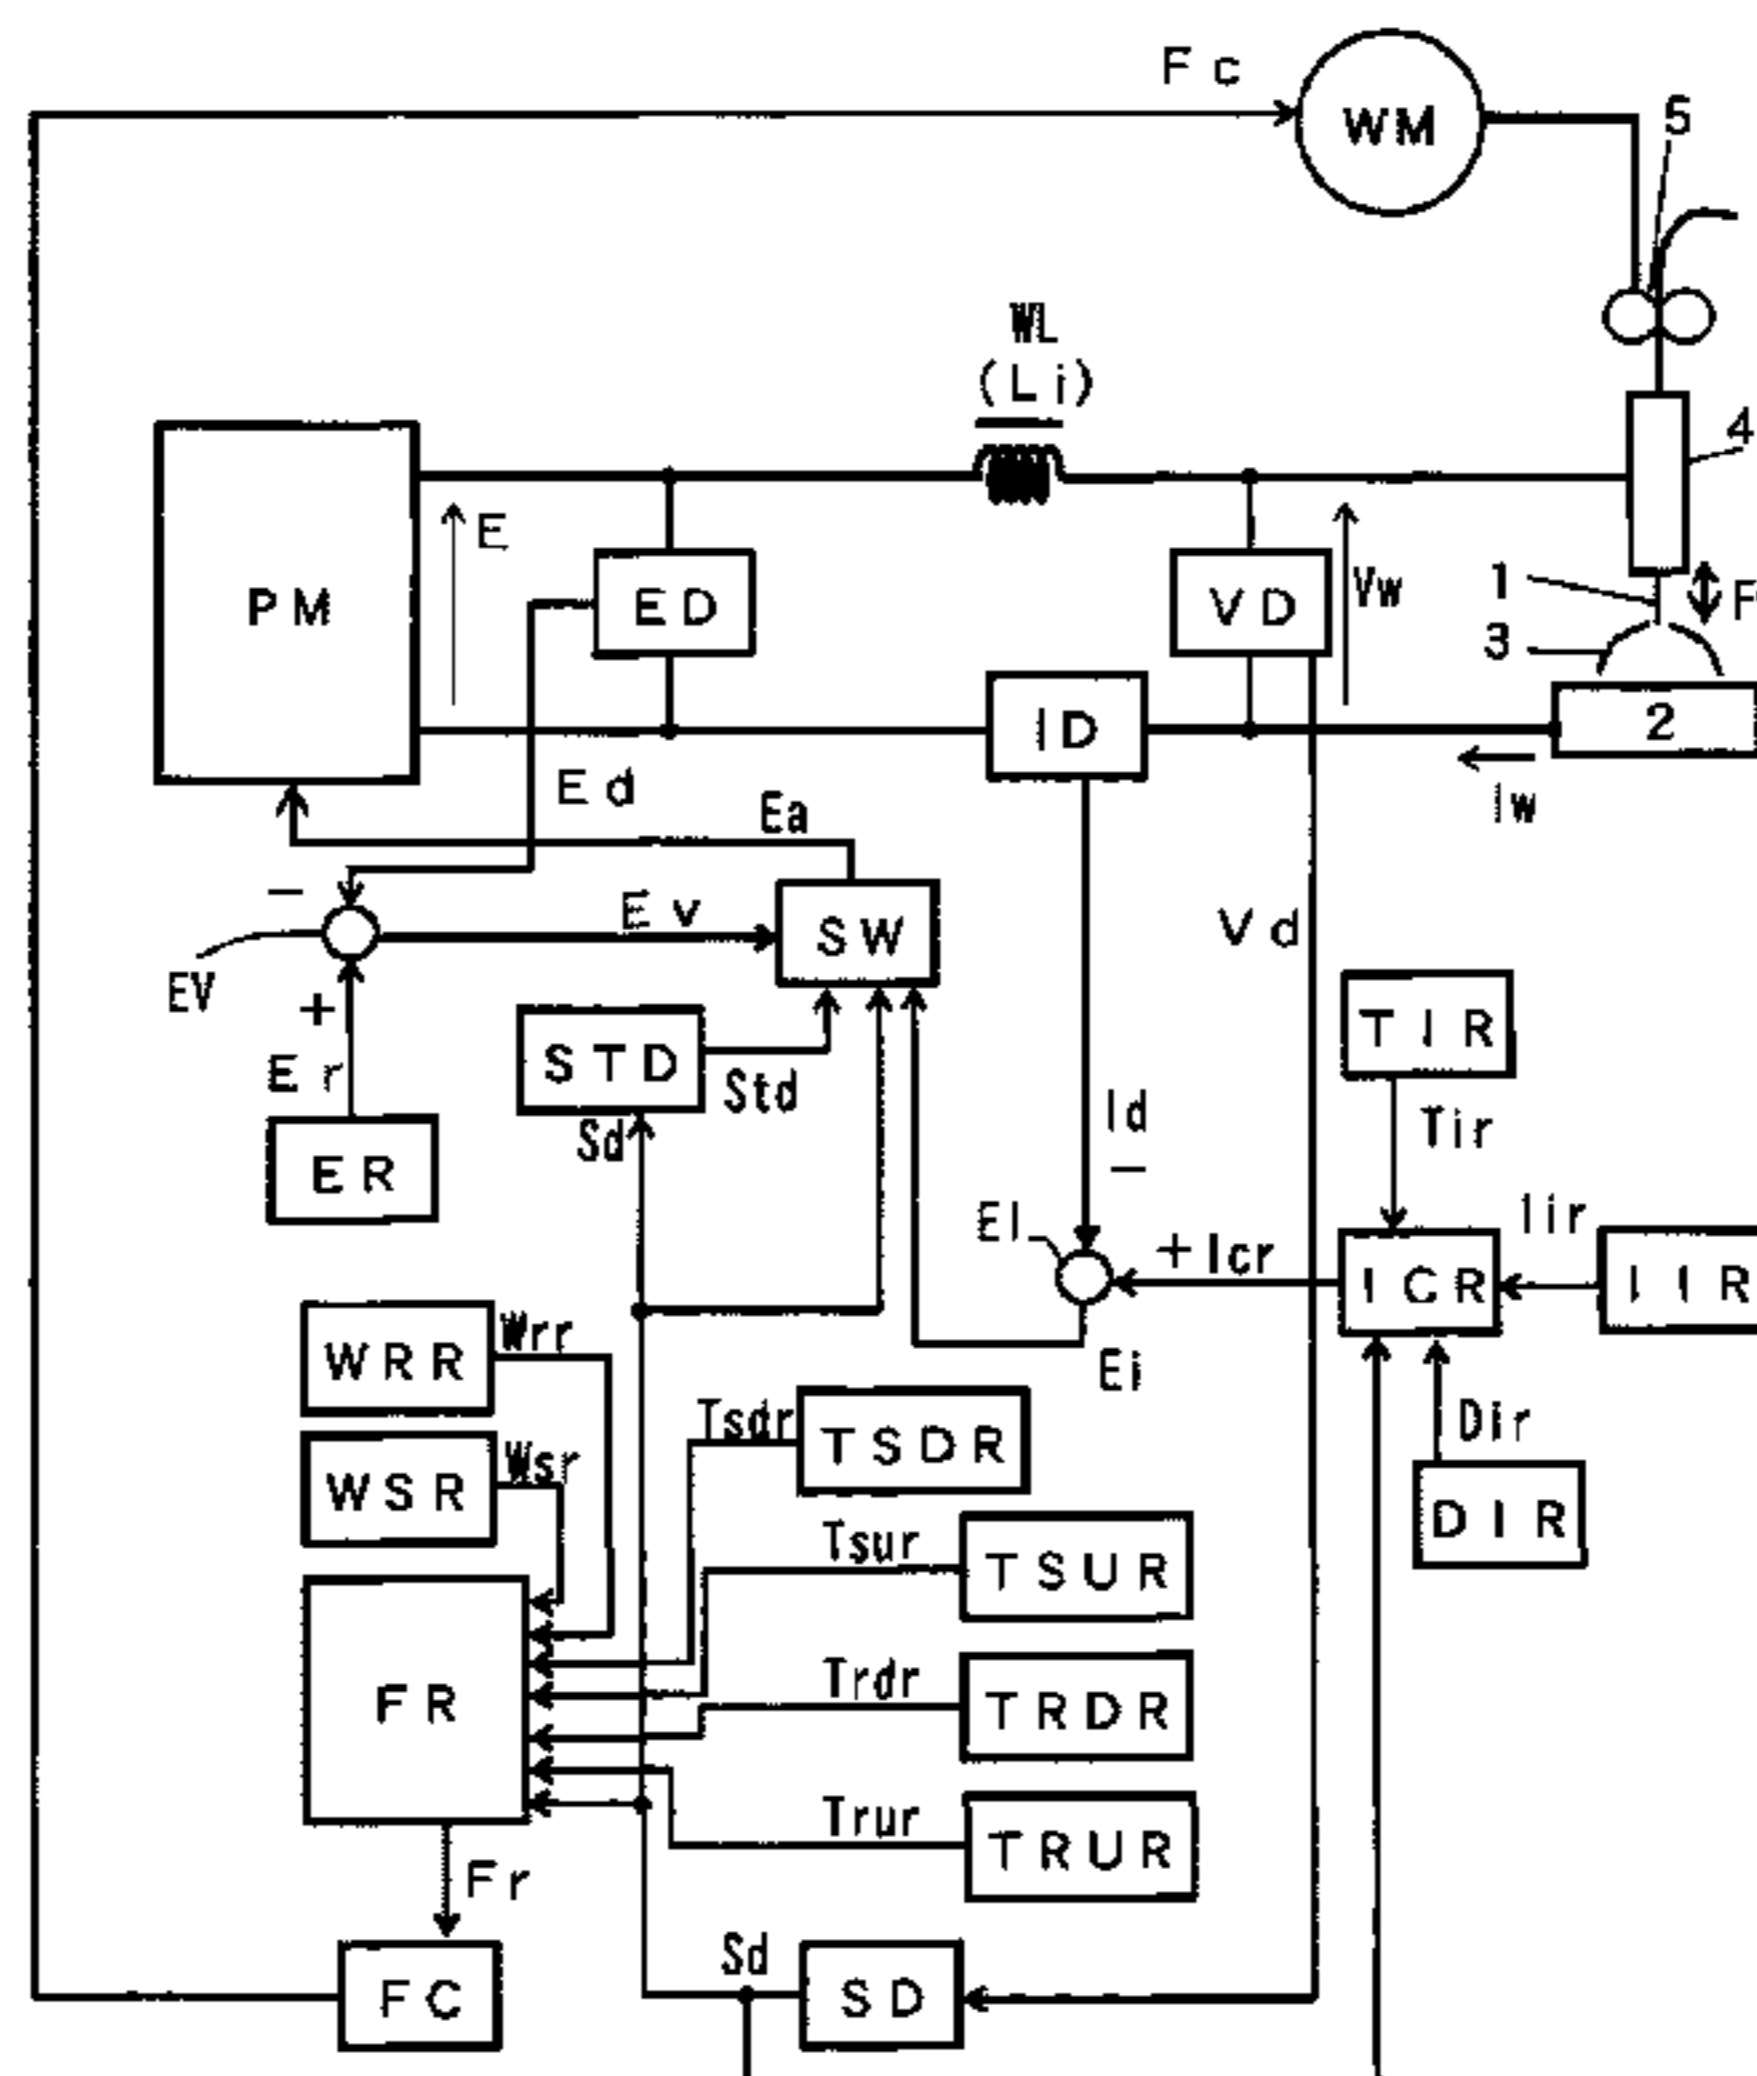 Fc
WM
5
WL
(Li)
4
E
PM
ED
VD
Vw
1
F
3
ID
2
Ed
Iw
Ea
−
Ev
SW
Vd
EV
+
TIR
STD
Std
Er
Id
Tir
Sd
−
ER
EI
+Icr
Iir
ICR
IIR
Wrr
WRR
Ei
Tsdr
TSDR
Dir
Wsr
WSR
DIR
Tsur
TSUR
FR
Trdr
TRDR
Trur
TRUR
Fr
Sd
FC
SD